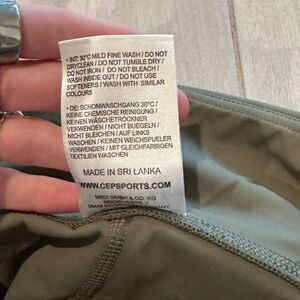 • INT: 30°C MILD FINE WASH / DO NOT
DRYCLEAN / DO NOT TUMBLE DRY /
DO NOT IRON / DO NOT BLEACH /
WASH INSIDE OUT / DO NOT USE
SOFTENERS / WASH WITH SIMILAR
COLOURS
• DE: SCHONWASCHGANG 30°C /
KEINE CHEMISCHE REINIGUNG /
KEINEN WÄSCHETROCKNER
VERWENDEN / NICHT BUEGELN /
NICHT BLEICHEN / AUF LINKS
WASCHEN / KEINEN WEICHSPUELER
VERWENDEN / MIT GLEICHFARBIGEN
TEXTILIEN WASCHEN
MADE IN SRI LANKA
WWW.CEPSPORTS.COM
MEDI GMBH & CO. KG